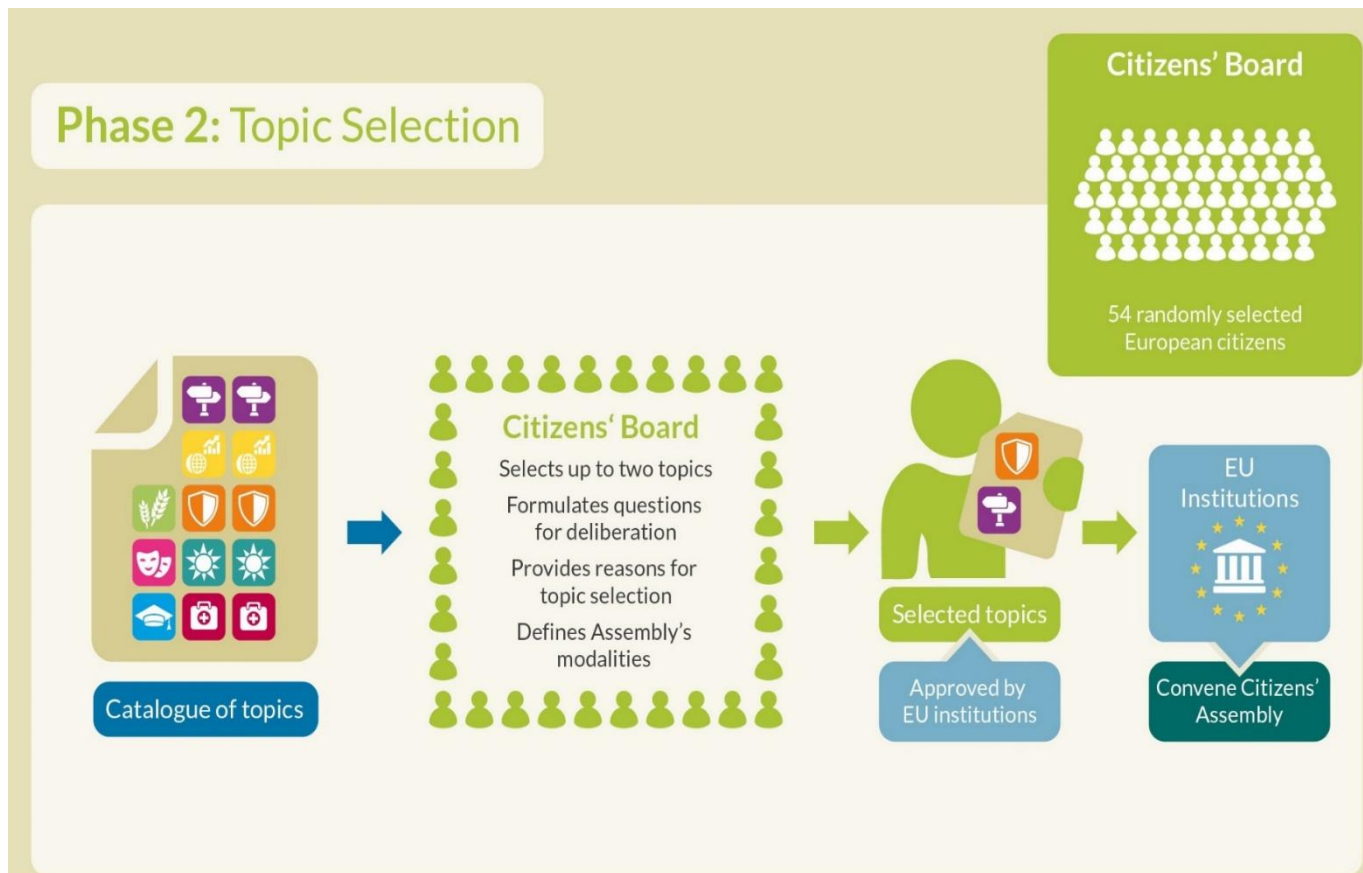 Phase 2: Topic Selection
Citizens’ Board
54 randomly selected
European citizens
Catalogue of topics
Citizens‘ Board
Selects up to two topics
Formulates questions
for deliberation
Provides reasons for
topic selection
Defines Assembly’s
modalities
Selected topics
Approved by
EU institutions
EU
Institutions
Convene Citizens’
Assembly